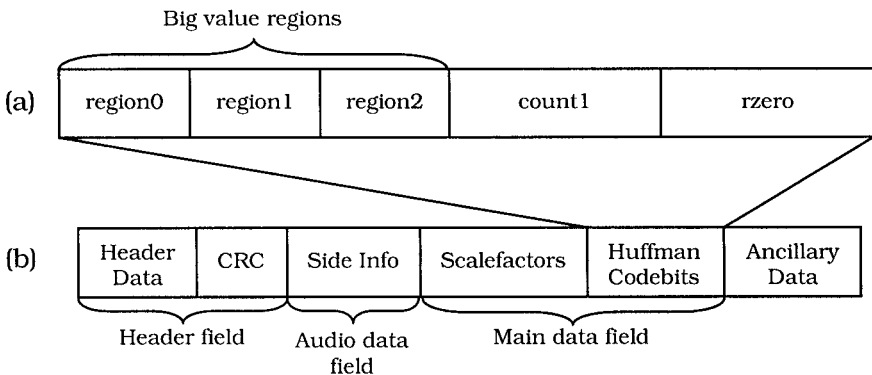 Big value regions
(a)
region0
region1
region2
count1
rzero
(b)
Header
Data
CRC
Side Info
Scalefactors
Huffman
Codebits
Ancillary
Data
Header field
Audio data
field
Main data field